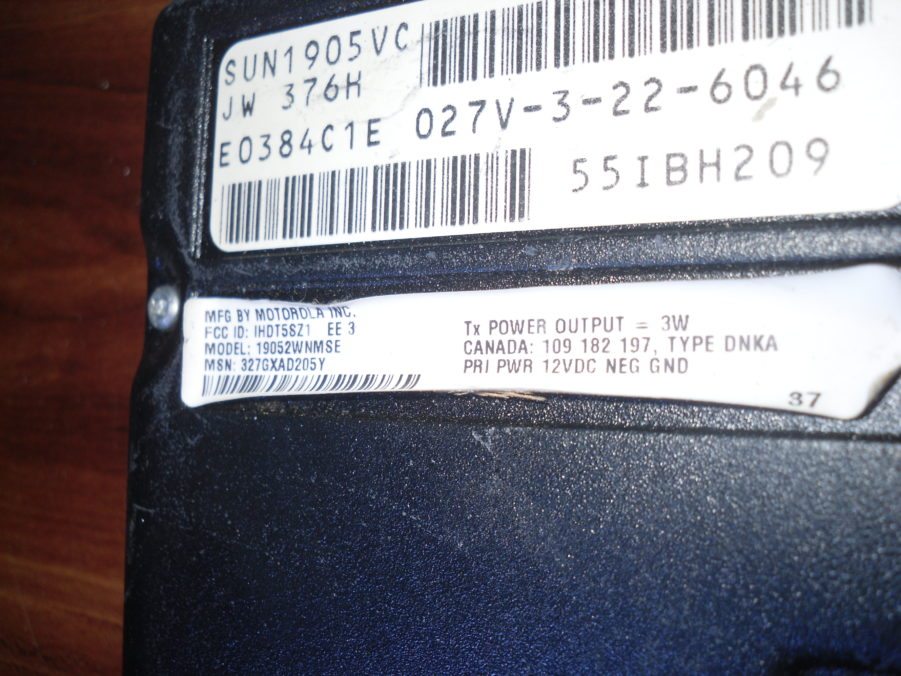 SUN1905VC
JW 376H
E0384C1E 027V-3-22-6046
55IBH209
MFG BY MOTOROLA INC.
FCC ID: IHDT5SZ1 EE 3
MODEL: 19052WNMSE
MSN: 327GXAD205Y
Tx POWER OUTPUT = 3W
CANADA: 109 182 197, TYPE DNKA
PRI PWR 12VDC NEG GND
37